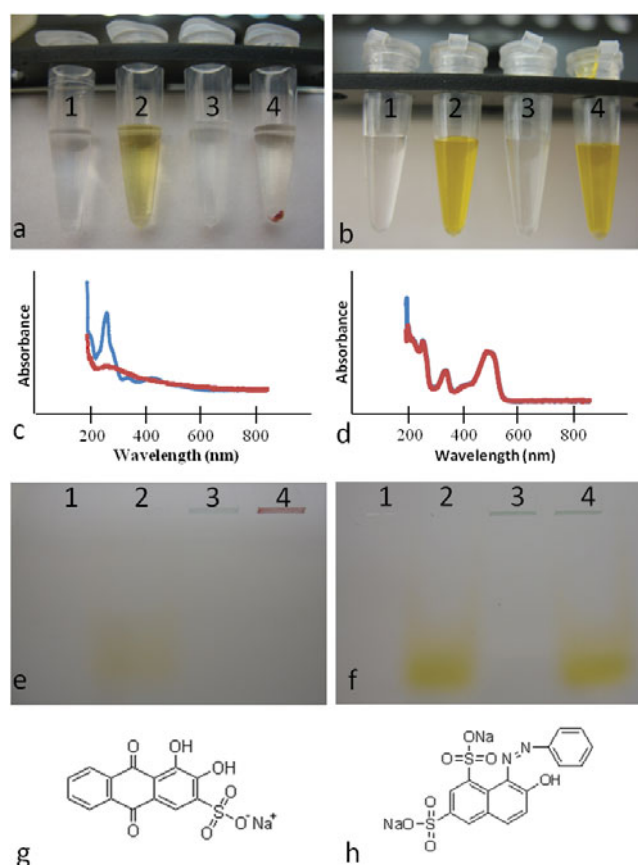 1 2 3 4
a
1 2 3 4
b
Absorbance
200 400 600 800
Wavelength (nm)
c
Absorbance
200 400 600 800
Wavelength (nm)
d
1 2 3 4
e
1 2 3 4
f
O OH
OH
O
O
S
O
O⁻Na⁺
g
ONa
O=S=O
N=N
OH
O
NaO-S
O
h